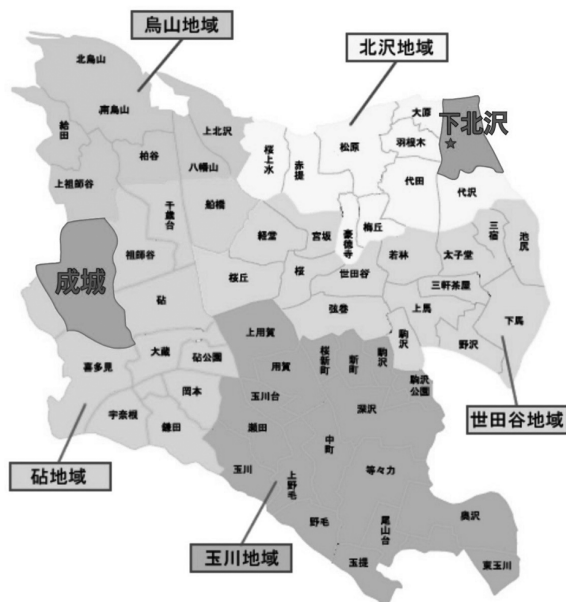 烏山地域
北沢地域
北烏山
南烏山
給田
上北沢
大原
下北沢
桜上水
赤提
松原
羽根木
柏谷
八幡山
上祖師谷
船橋
千歳台
代田
代沢
経堂
宮坂
豪徳寺
梅丘
三宿
池尻
祖師谷
若林
太子堂
成城
桜丘
桜
世田谷
三軒茶屋
砧
弦巻
上馬
下馬
上用賀
駒沢
野沢
大蔵
砧公園
桜新町
新町
駒沢
喜多見
用賀
駒沢公園
岡本
玉川台
深沢
宇奈根
鎌田
瀬田
中町
世田谷地域
砧地域
玉川
上野毛
等々力
野毛
尾山台
奥沢
玉川地域
玉提
東玉川